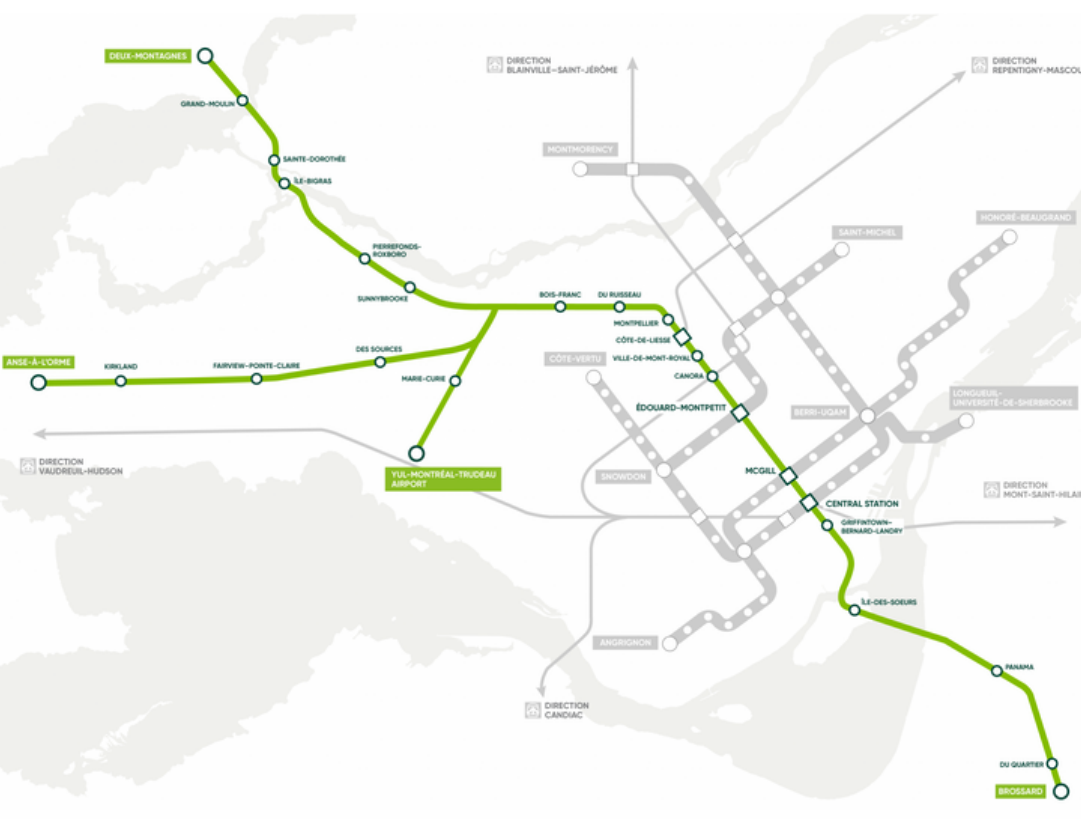 DEUX-MONTAGNES
GRAND-MOULIN
SAINTE-DOROTHÉE
ÎLE-BIGRAS
PIERREFONDS-
ROXBORO
SUNNYBROOKE
DIRECTION
BLAINVILLE–SAINT-JÉRÔME
DIRECTION
REPENTIGNY-MASCOU
MONTMORENCY
SAINT-MICHEL
HONORÉ-BEAUGRAND
BOIS-FRANC
DU RUISSEAU
MONTPELLIER
CÔTE-DE-LIESSE
VILLE-DE-MONT-ROYAL
CANORA
ANSE-À-L'ORME
KIRKLAND
FAIRVIEW–POINTE-CLAIRE
DES SOURCES
MARIE-CURIE
CÔTE-VERTU
ÉDOUARD-MONTPETIT
BERRI-UQAM
LONGUEUIL-
UNIVERSITÉ-DE-SHERBROOKE
DIRECTION
VAUDREUIL-HUDSON
YUL-MONTRÉAL-TRUDEAU
AIRPORT
SNOWDON
MCGILL
CENTRAL STATION
GRIFFINTOWN–
BERNARD-LANDRY
DIRECTION
MONT-SAINT-HILAI
ÎLE-DES-SOEURS
ANGRIGNON
PANAMA
DIRECTION
CANDIAC
DU QUARTIER
BROSSARD